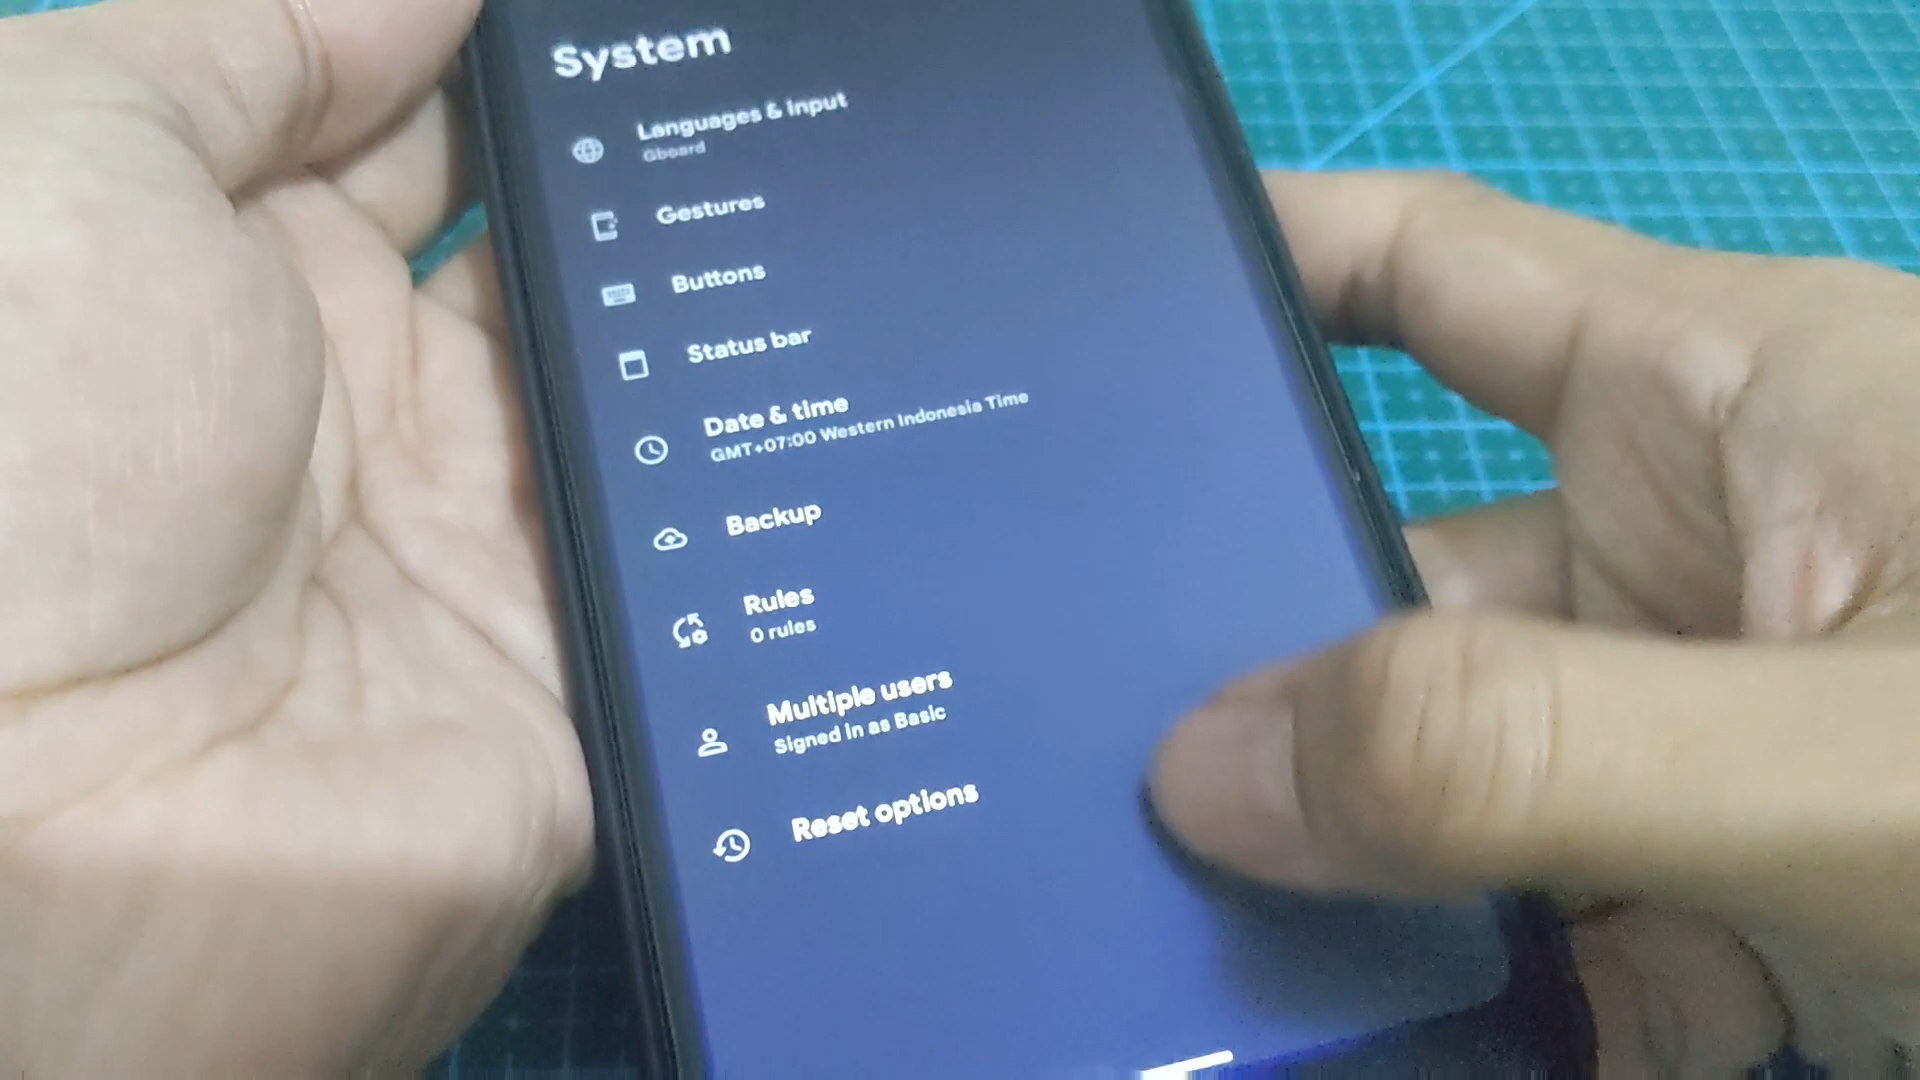 System
Languages & input
Gboard
Gestures
Buttons
Status bar
Date & time
GMT+07:00 Western Indonesia Time
Backup
Rules
0 rules
Multiple users
Signed in as Basic
Reset options